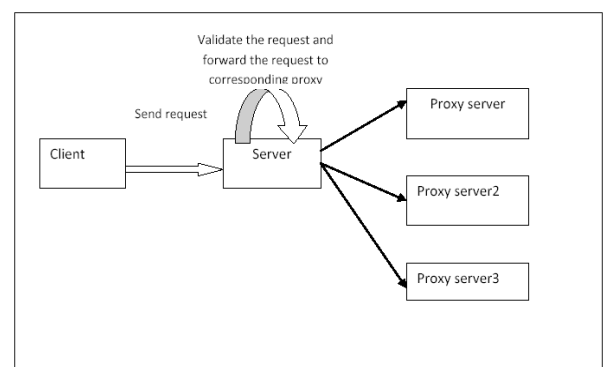 Validate the request and
forward the request to
corresponding proxy
Send request
Client
Server
Proxy server
Proxy server2
Proxy server3